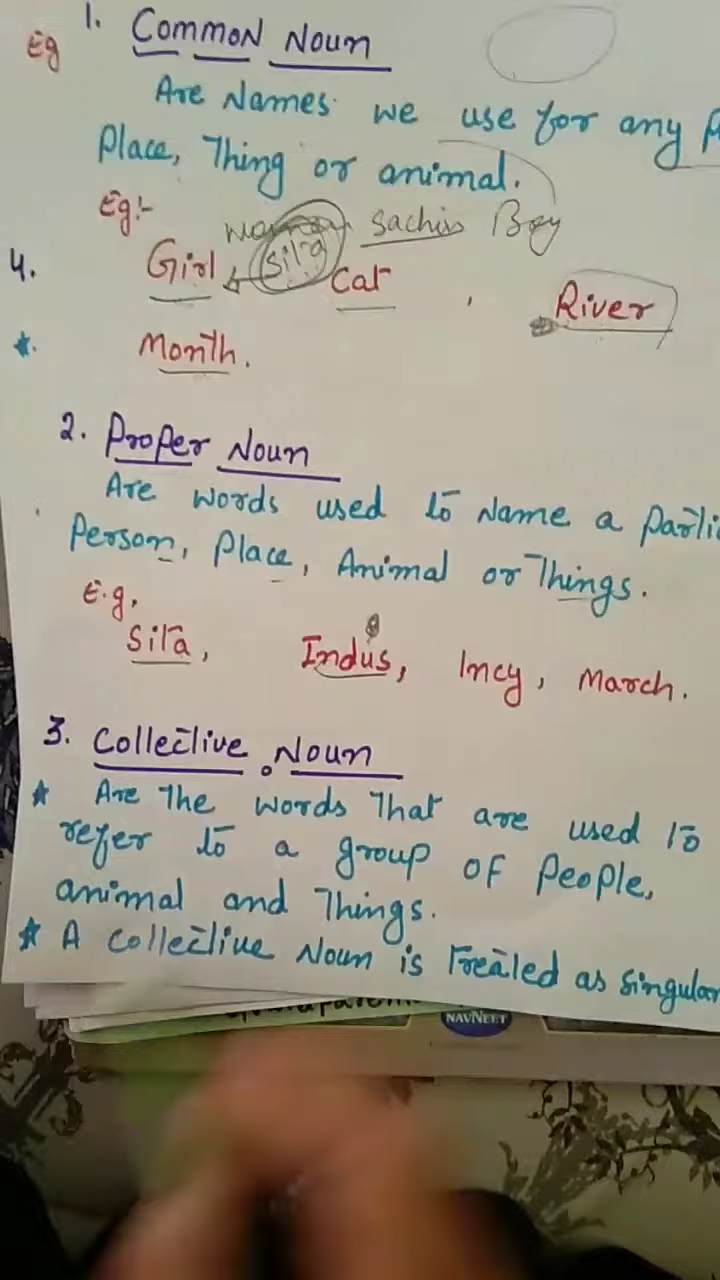 1. Common Noun
Eg
Are Names we use for any
Place, Thing or animal.
Eg:-
Sachin Boy
4. Girl Sita Cat , River
*. Month.
2. Proper Noun
Are words used to Name a
Person, Place, Animal or Things.
E.g,
Sita, Indus, Incy, March.
3. Collective Noun
* Are the words that are used to
refer to a group of People,
animal and Things.
* A Collective Noun is Treated as Singular
NAVNEET